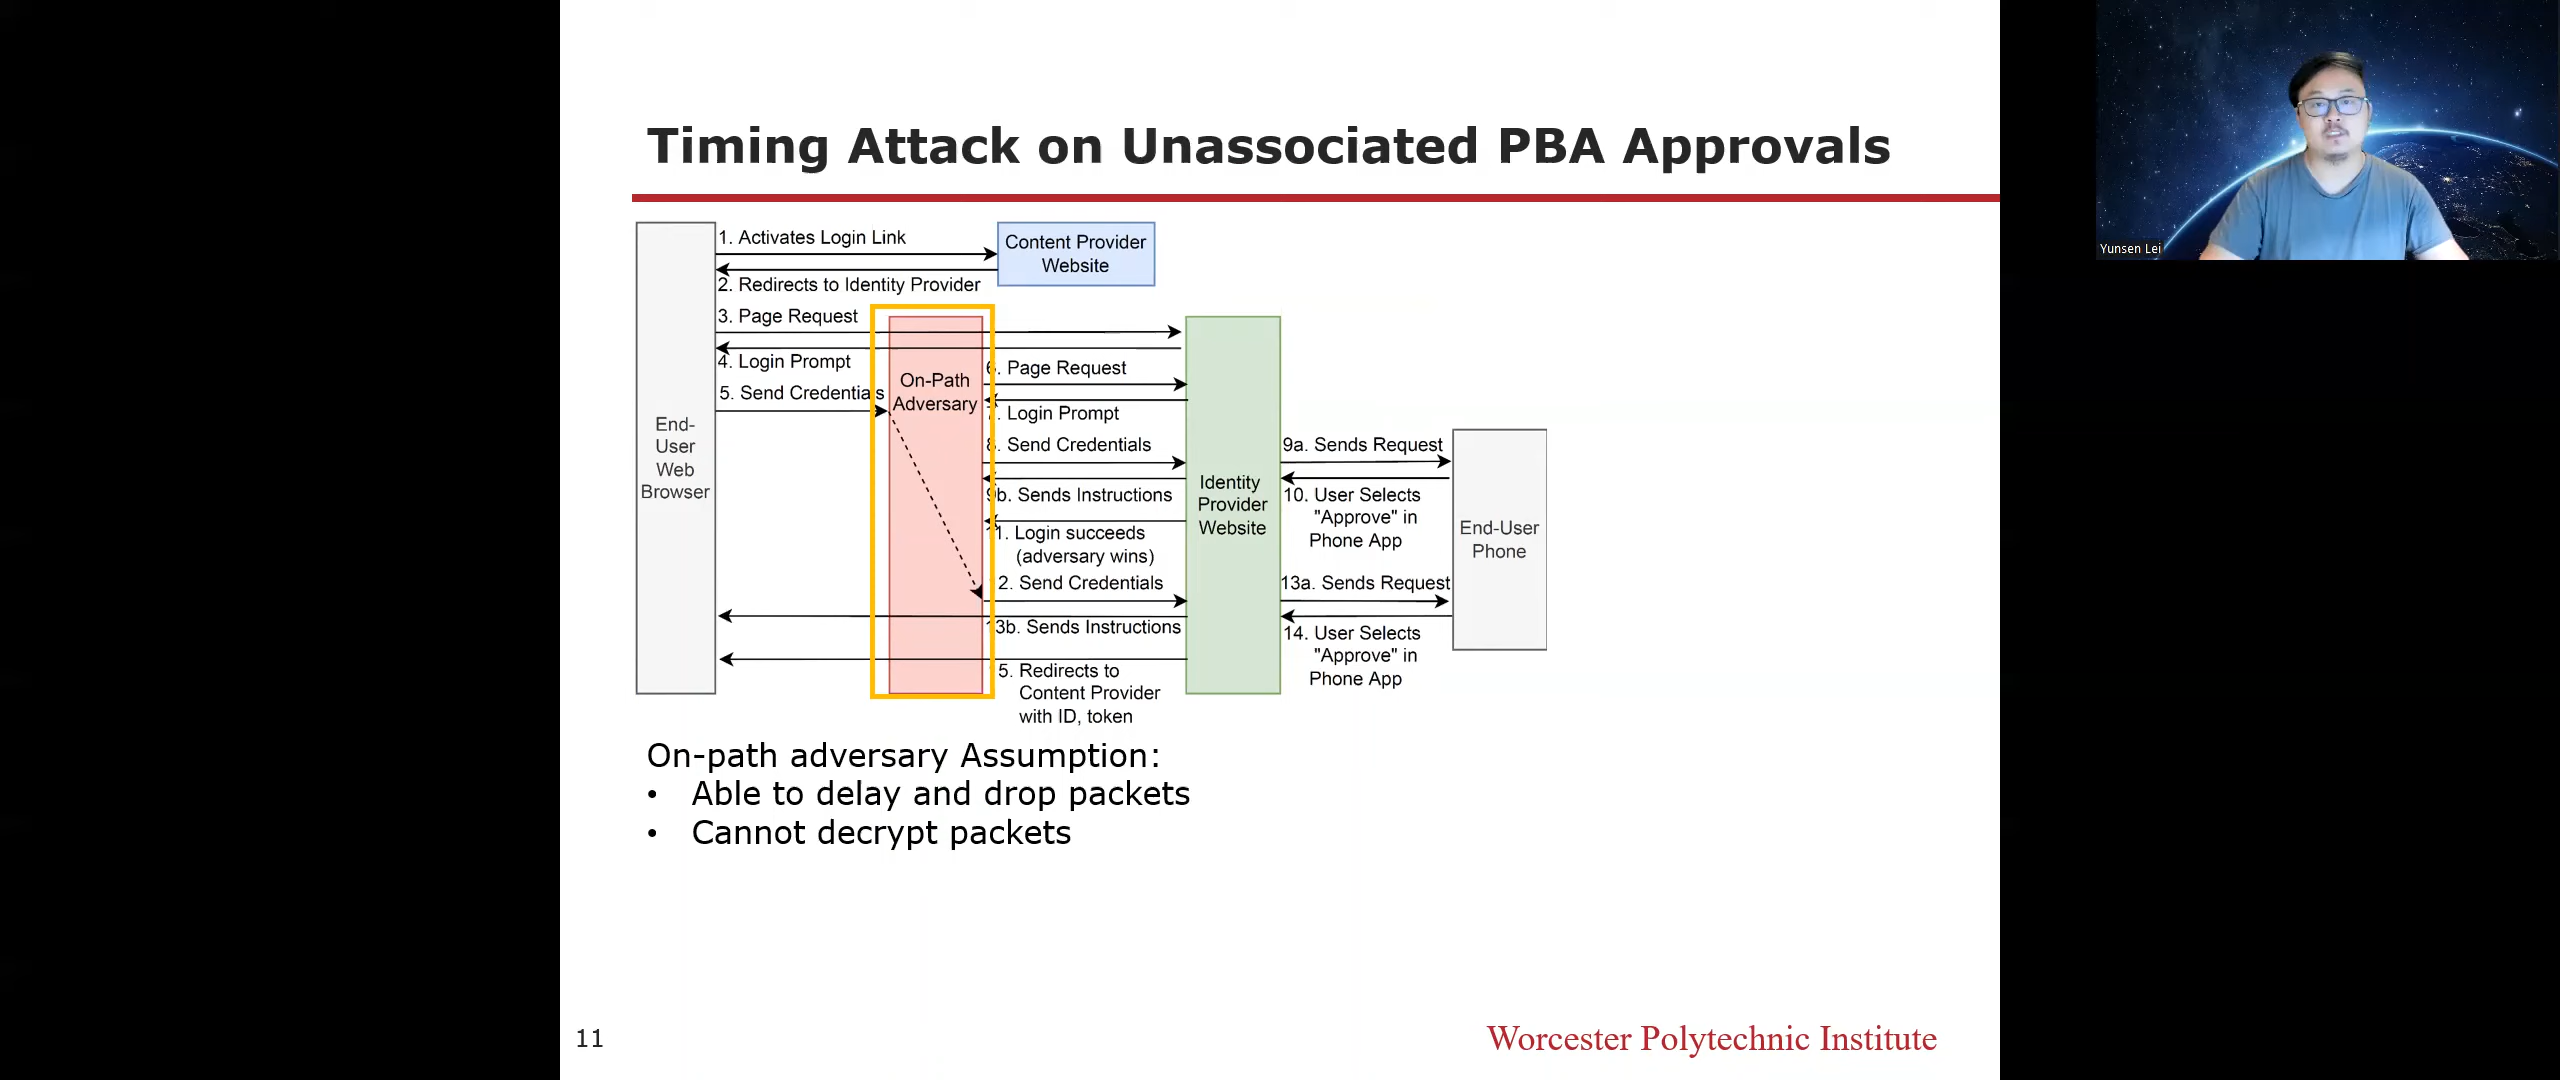 Timing Attack on Unassociated PBA Approvals
Yunsen Lei
1. Activates Login Link
Content Provider
Website
2. Redirects to Identity Provider
3. Page Request
4. Login Prompt
5. Send Credentials
On-Path
Adversary
6. Page Request
7. Login Prompt
8. Send Credentials
9b. Sends Instructions
11. Login succeeds
(adversary wins)
12. Send Credentials
13b. Sends Instructions
15. Redirects to
Content Provider
with ID, token
End-
User
Web
Browser
Identity
Provider
Website
9a. Sends Request
10. User Selects
"Approve" in
Phone App
13a. Sends Request
14. User Selects
"Approve" in
Phone App
End-User
Phone
On-path adversary Assumption:
• Able to delay and drop packets
• Cannot decrypt packets
11
Worcester Polytechnic Institute